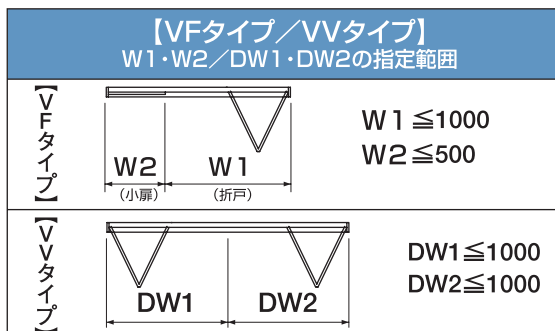 【VFタイプ／VVタイプ】
W1・W2／DW1・DW2の指定範囲
【VFタイプ】
W2
W1
（小扉）
（折戸）
W1≦1000
W2≦500
【VVタイプ】
DW1
DW2
DW1≦1000
DW2≦1000